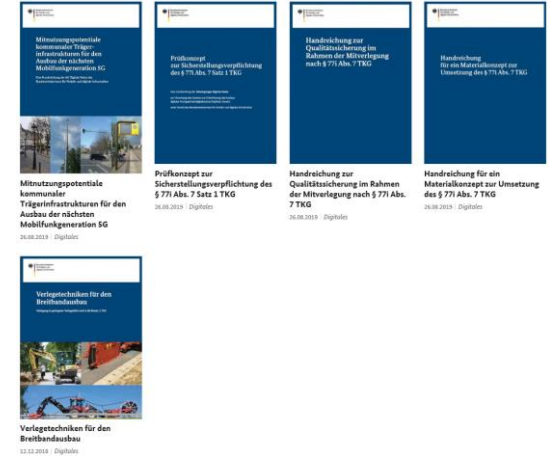 Mitnutzungspotentiale
kommunaler Träger-
infrastrukturen für den
Ausbau der nächsten
Mobilfunkgeneration 5G
Prüfkonzept
zur Sicherstellungsverpflichtung
des § 77i Abs. 7 Satz 1 TKG
Handreichung zur
Qualitätssicherung im
Rahmen der Mitverlegung
nach § 77i Abs. 7 TKG
Handreichung
für ein Materialkonzept zur
Umsetzung des § 77i Abs. 7 TKG
Mitnutzungspotentiale
kommunaler
Trägerinfrastrukturen für den
Ausbau der nächsten
Mobilfunkgeneration 5G
26.08.2019 | Digitales
Prüfkonzept zur
Sicherstellungsverpflichtung des
§ 77i Abs. 7 Satz 1 TKG
26.08.2019 | Digitales
Handreichung zur
Qualitätssicherung im Rahmen
der Mitverlegung nach § 77i Abs.
7 TKG
26.08.2019 | Digitales
Handreichung für ein
Materialkonzept zur Umsetzung
des § 77i Abs. 7 TKG
26.08.2019 | Digitales
Verlegetechniken für den
Breitbandausbau
Verlegetechniken für den
Breitbandausbau
12.12.2018 | Digitales